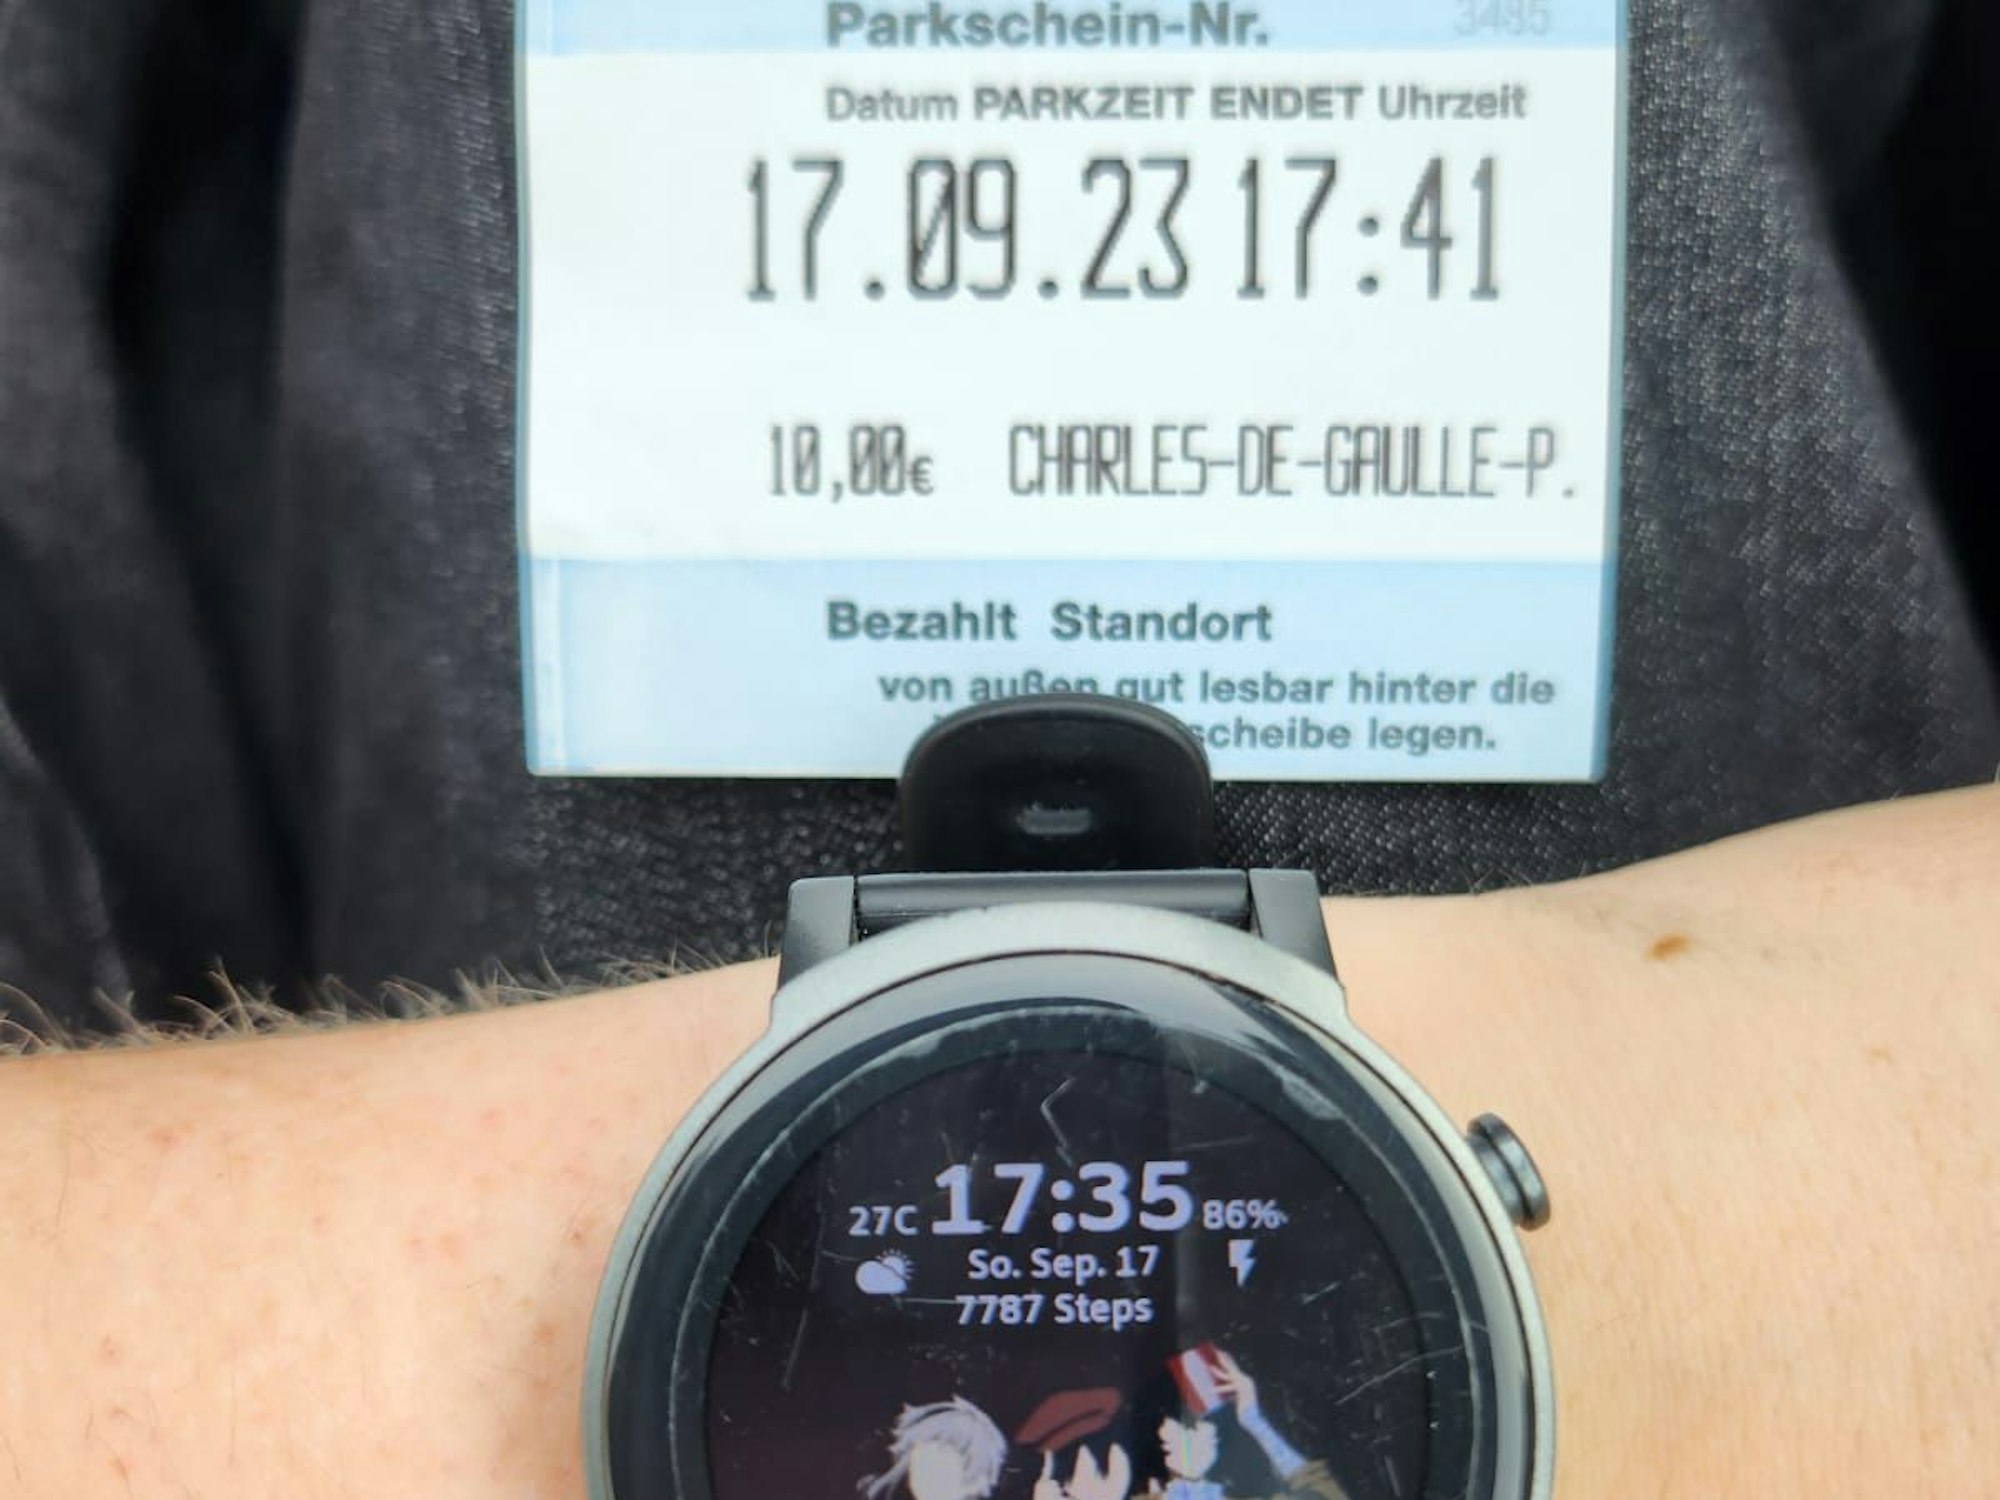 Parkschein-Nr. 3495
Datum PARKZEIT ENDET Uhrzeit
17.09.23 17:41
10,00€ CHARLES-DE-GAULLE-P.
Bezahlt Standort
von außen gut lesbar hinter die
scheibe legen.
27C 17:35 86%
So. Sep. 17
7787 Steps